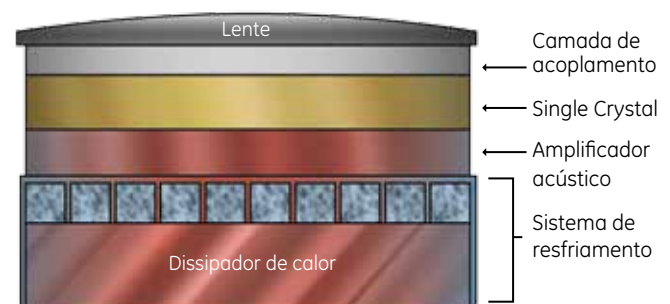 Lente
Camada de
acoplamento
Single Crystal
Amplificador
acústico
Sistema de
resfriamento
Dissipador de calor